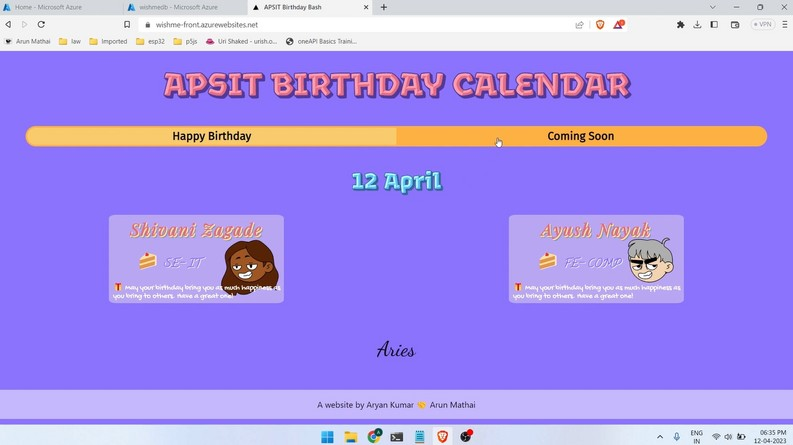 Home - Microsoft Azure
wishmedb - Microsoft Azure
APSIT Birthday Bash
wishme-front.azurewebsites.net
VPN
Arun Mathai
law
Imported
esp32
p5js
Uri Shaked - urish.o...
oneAPI Basics Traini...
APSIT BIRTHDAY CALENDAR
Happy Birthday
Coming Soon
12 April
Shivani Zagade
SE-IT
🎁 may your birthday bring you as much happiness as
you bring to others. Have a great one!
Ayush Nayak
FE-COMP
🎁 may your birthday bring you as much happiness as
you bring to others. Have a great one!
Aries
A website by Aryan Kumar 🤝 Arun Mathai
ENG
IN
06:35 PM
12-04-2023